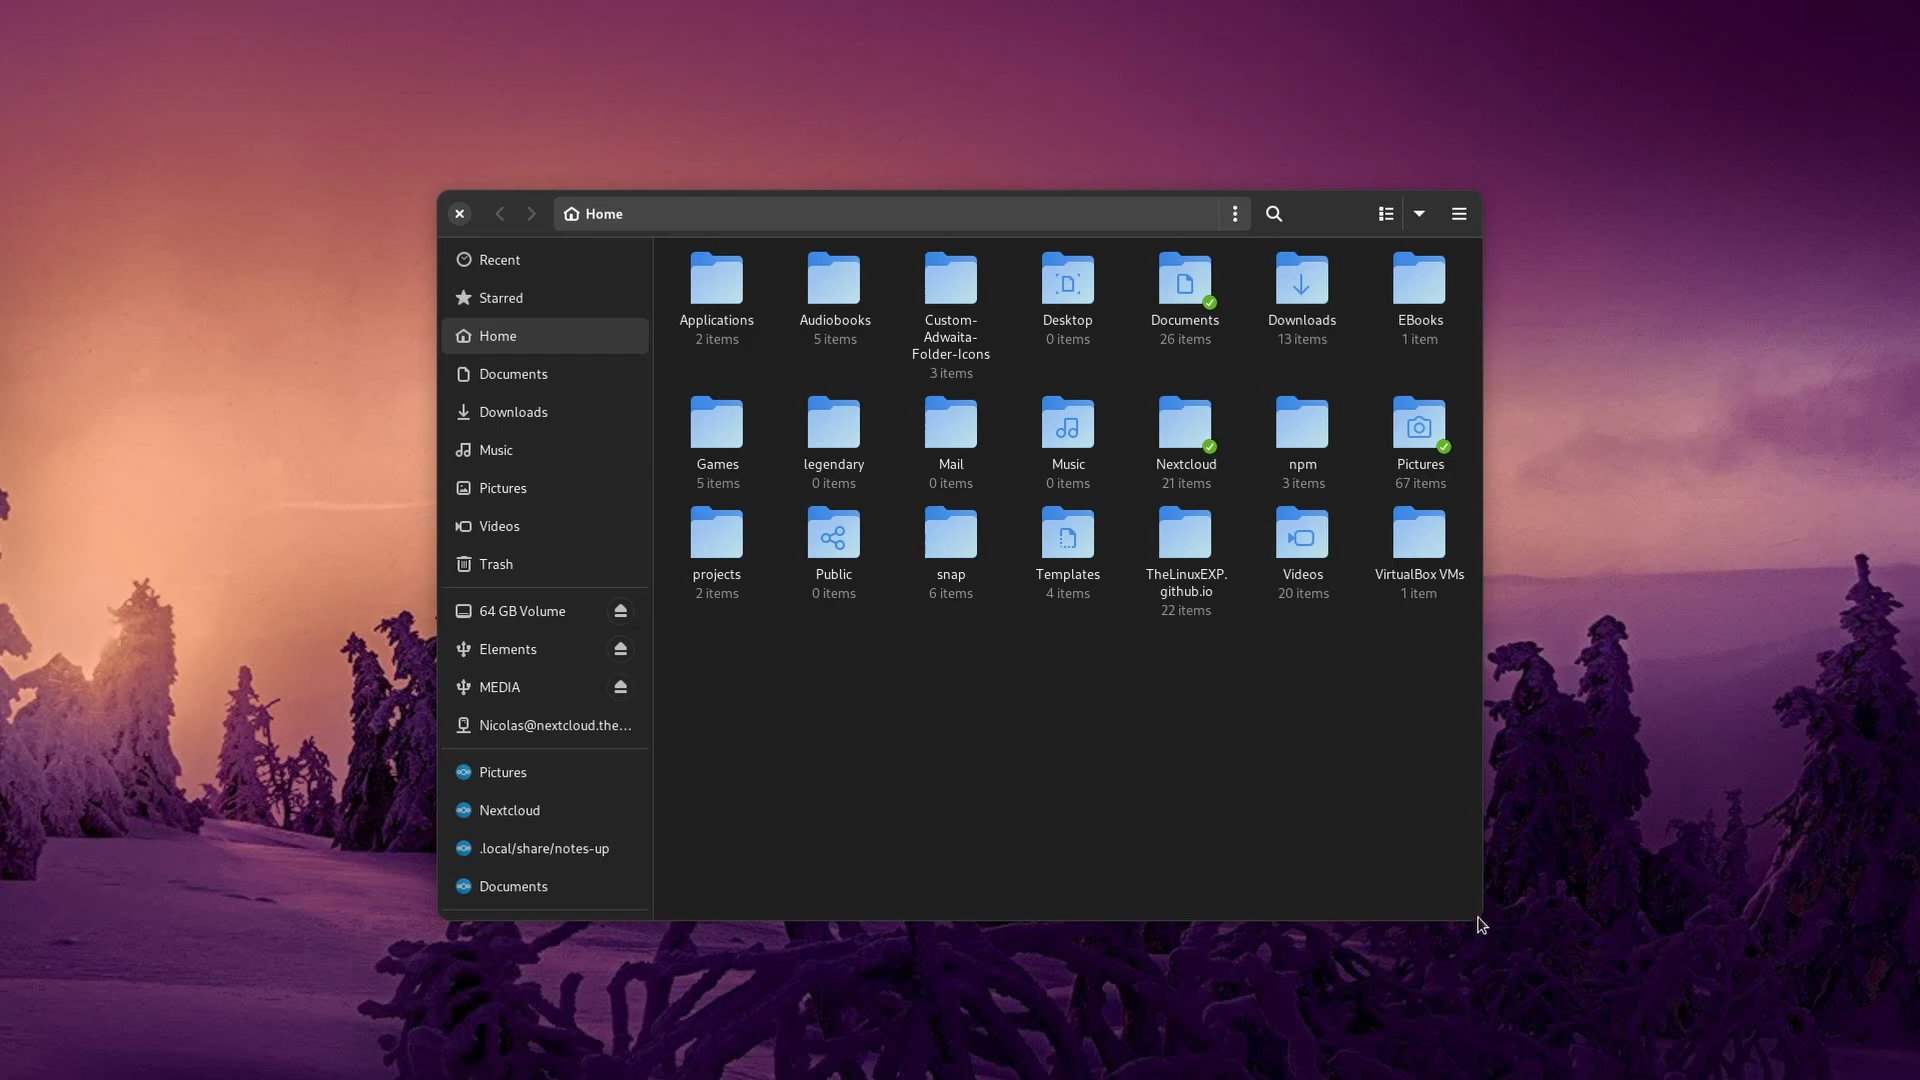 Home
Recent
Starred
Home
Documents
Downloads
Music
Pictures
Videos
Trash
64 GB Volume
Elements
MEDIA
Nicolas@nextcloud.the...
Pictures
Nextcloud
.local/share/notes-up
Documents
Applications
2 items
Audiobooks
5 items
Custom-
Adwaita-
Folder-Icons
3 items
Desktop
0 items
Documents
26 items
Downloads
13 items
EBooks
1 item
Games
5 items
legendary
0 items
Mail
0 items
Music
0 items
Nextcloud
21 items
npm
3 items
Pictures
67 items
projects
2 items
Public
0 items
snap
6 items
Templates
4 items
TheLinuxEXP.
github.io
22 items
Videos
20 items
VirtualBox VMs
1 item